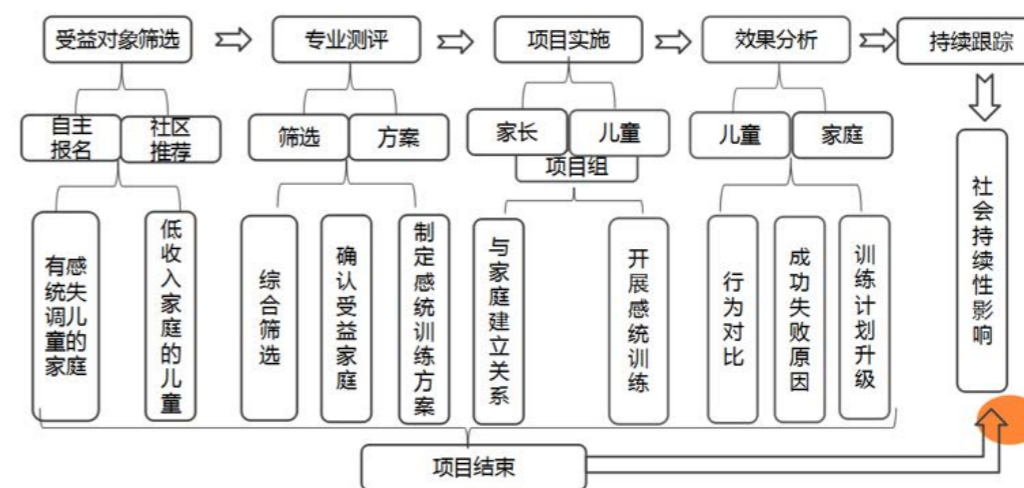 受益对象筛选
专业测评
项目实施
效果分析
持续跟踪
自主
报名
社区
推荐
筛选
方案
家长
儿童
项目组
儿童
家庭
有感
统失
调儿
童的
家庭
低收入家庭的儿童
综合筛选
确认受益家庭
制定感统训练方案
与家庭建立关系
开展感统训练
行为对比
成功失败原因
训练计划升级
社会持续性影响
项目结束